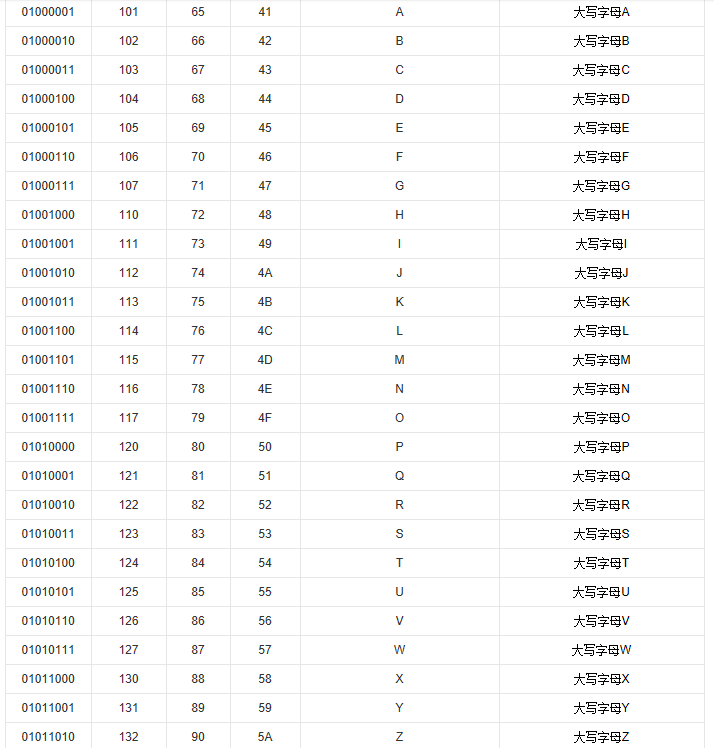 01000001 101 65 41 A 大写字母A
01000010 102 66 42 B 大写字母B
01000011 103 67 43 C 大写字母C
01000100 104 68 44 D 大写字母D
01000101 105 69 45 E 大写字母E
01000110 106 70 46 F 大写字母F
01000111 107 71 47 G 大写字母G
01001000 110 72 48 H 大写字母H
01001001 111 73 49 I 大写字母I
01001010 112 74 4A J 大写字母J
01001011 113 75 4B K 大写字母K
01001100 114 76 4C L 大写字母L
01001101 115 77 4D M 大写字母M
01001110 116 78 4E N 大写字母N
01001111 117 79 4F O 大写字母O
01010000 120 80 50 P 大写字母P
01010001 121 81 51 Q 大写字母Q
01010010 122 82 52 R 大写字母R
01010011 123 83 53 S 大写字母S
01010100 124 84 54 T 大写字母T
01010101 125 85 55 U 大写字母U
01010110 126 86 56 V 大写字母V
01010111 127 87 57 W 大写字母W
01011000 130 88 58 X 大写字母X
01011001 131 89 59 Y 大写字母Y
01011010 132 90 5A Z 大写字母Z